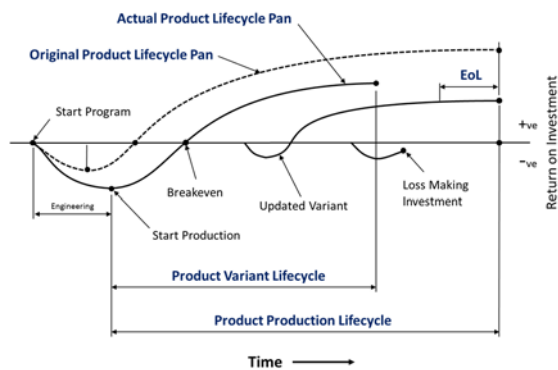 Actual Product Lifecycle Pan
Original Product Lifecycle Pan
EoL
Start Program
+ve
-ve
Return on Investment
Breakeven
Updated Variant
Loss Making
Investment
Engineering
Start Production
Product Variant Lifecycle
Product Production Lifecycle
Time